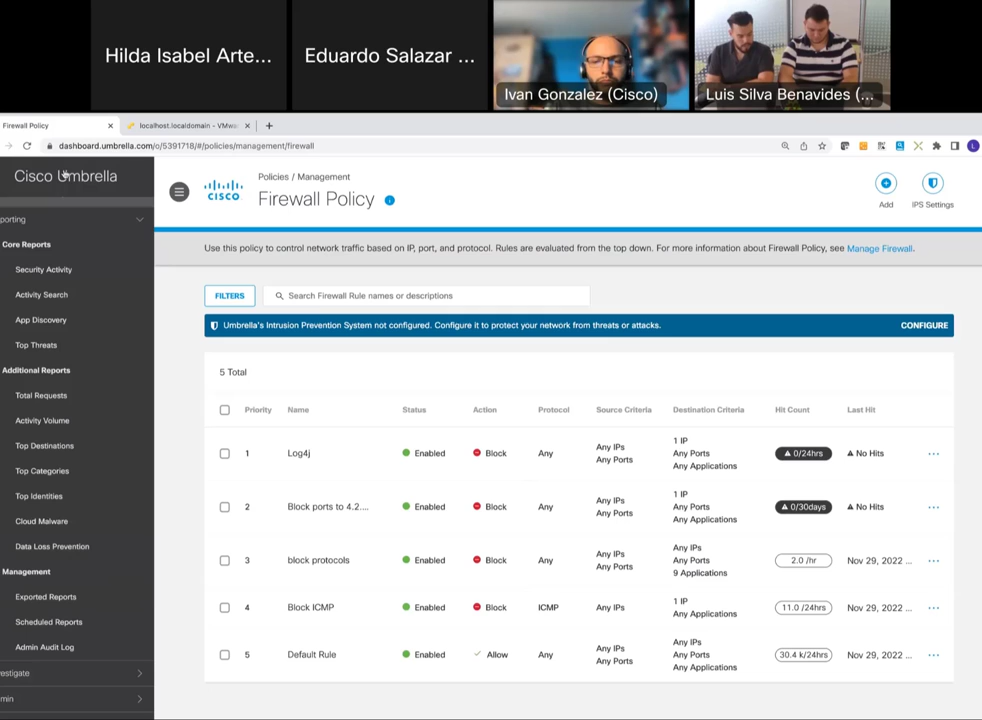 Hilda Isabel Arte...
Eduardo Salazar ...
Ivan Gonzalez (Cisco)
Luis Silva Benavides (...
Firewall Policy
localhost.localdomain - VMwa
dashboard.umbrella.com/o/5391718/#/policies/management/firewall
L
Cisco Umbrella
porting
Core Reports
Security Activity
Activity Search
App Discovery
Top Threats
Additional Reports
Total Requests
Activity Volume
Top Destinations
Top Categories
Top Identities
Cloud Malware
Data Loss Prevention
Management
Exported Reports
Scheduled Reports
Admin Audit Log
estigate
min
CISCO
Policies / Management
Firewall Policy
Add
IPS Settings
Use this policy to control network traffic based on IP, port, and protocol. Rules are evaluated from the top down. For more information about Firewall Policy, see Manage Firewall.
FILTERS
Search Firewall Rule names or descriptions
Umbrella's Intrusion Prevention System not configured. Configure it to protect your network from threats or attacks.
CONFIGURE
5 Total
Priority Name Status Action Protocol Source Criteria Destination Criteria Hit Count Last Hit
1 Log4j Enabled Block Any Any IPs Any Ports 1 IP Any Ports Any Applications 0/24hrs No Hits ...
2 Block ports to 4.2.... Enabled Block Any Any IPs Any Ports 1 IP Any Ports Any Applications 0/30days No Hits ...
3 block protocols Enabled Block Any Any IPs Any Ports Any IPs Any Ports 9 Applications 2.0 /hr Nov 29, 2022 ... ...
4 Block ICMP Enabled Block ICMP Any IPs 1 IP Any Applications 11.0 /24hrs Nov 29, 2022 ... ...
5 Default Rule Enabled Allow Any Any IPs Any Ports Any IPs Any Ports Any Applications 30.4 k/24hrs Nov 29, 2022 ... ...